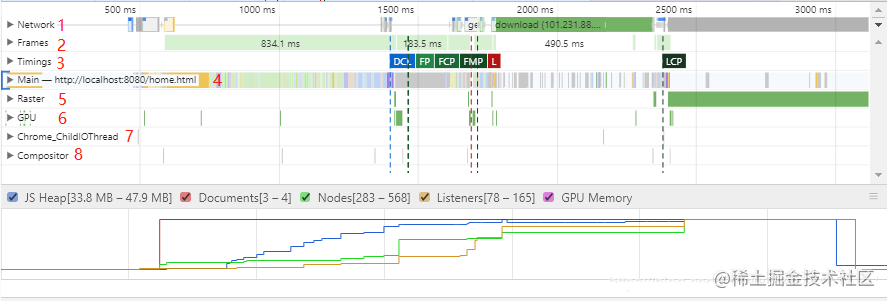 500 ms 1000 ms 1500 ms 2000 ms 2500 ms 3000 ms
Network 1 ge download (101.231.88....
Frames 2 834.1 ms 183.5 ms 490.5 ms
Timings 3 DCL FP FCP FMP L LCP
Main — http://localhost:8080/home.html 4
Raster 5
GPU 6
Chrome_ChildIOThread 7
Compositor 8
JS Heap[33.8 MB – 47.9 MB] Documents[3 – 4] Nodes[283 – 568] Listeners[78 – 165] GPU Memory
@稀土掘金技术社区